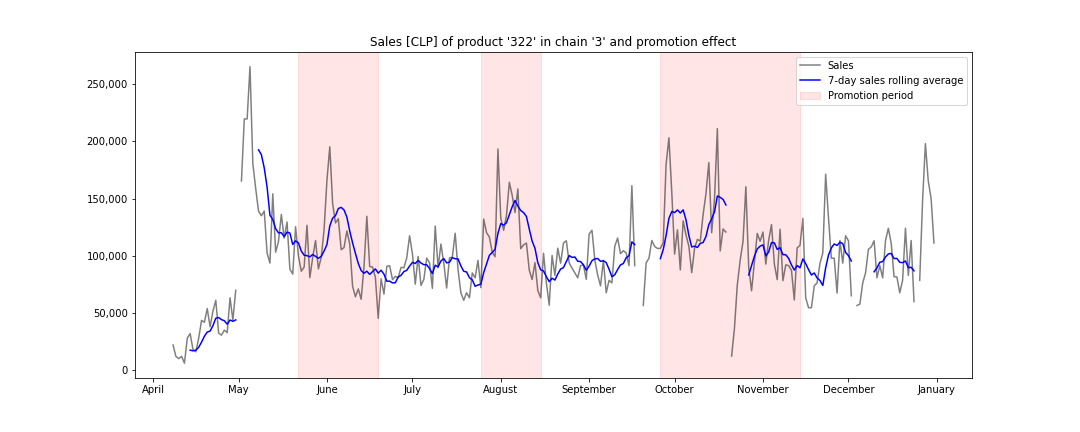 Sales [CLP] of product '322' in chain '3' and promotion effect
Sales
7-day sales rolling average
Promotion period
250,000
200,000
150,000
100,000
50,000
0
April May June July August September October November December January